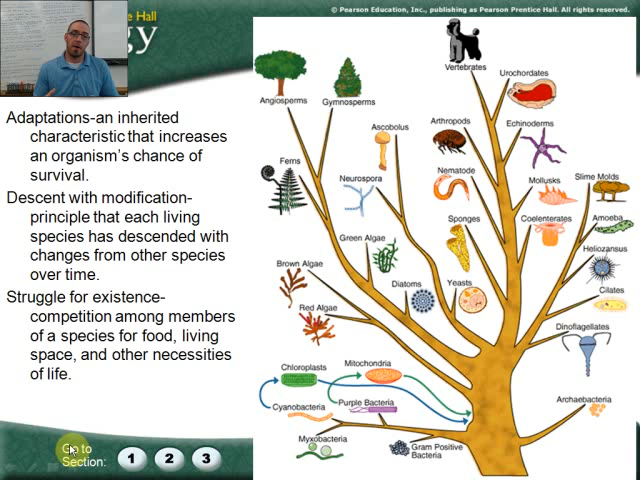 © Pearson Education, Inc., publishing as Pearson Prentice Hall. All rights reserved.
Hall
gy
Adaptations-an inherited
characteristic that increases
an organism's chance of
survival.
Descent with modification-
principle that each living
species has descended with
changes from other species
over time.
Struggle for existence-
competition among members
of a species for food, living
space, and other necessities
of life.
Go to
Section:
1 2 3
Vertebrates
Urochordates
Angiosperms
Gymnosperms
Ascobolus
Arthropods
Echinoderms
Ferns
Neurospora
Nematode
Mollusks
Slime Molds
Sponges
Coelenterates
Amoeba
Green Algae
Heliozansus
Brown Algae
Diatoms
Yeasts
Cilates
Red Algae
Dinoflagellates
Chloroplasts
Mitochondria
Cyanobacteria
Purple Bacteria
Archaebacteria
Myxobacteria
Gram Positive
Bacteria